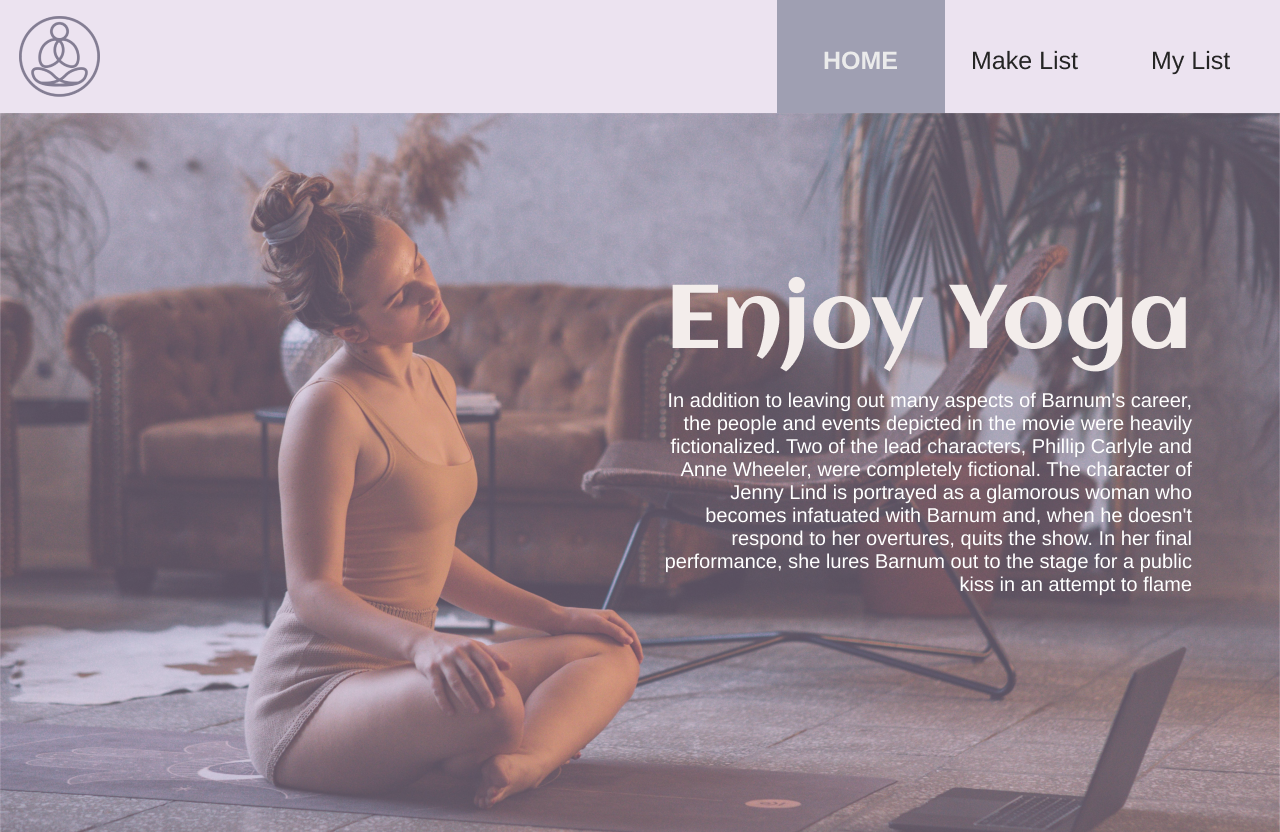 HOME
Make List
My List
Enjoy Yoga
In addition to leaving out many aspects of Barnum's career,
the people and events depicted in the movie were heavily
fictionalized. Two of the lead characters, Phillip Carlyle and
Anne Wheeler, were completely fictional. The character of
Jenny Lind is portrayed as a glamorous woman who
becomes infatuated with Barnum and, when he doesn't
respond to her overtures, quits the show. In her final
performance, she lures Barnum out to the stage for a public
kiss in an attempt to flame